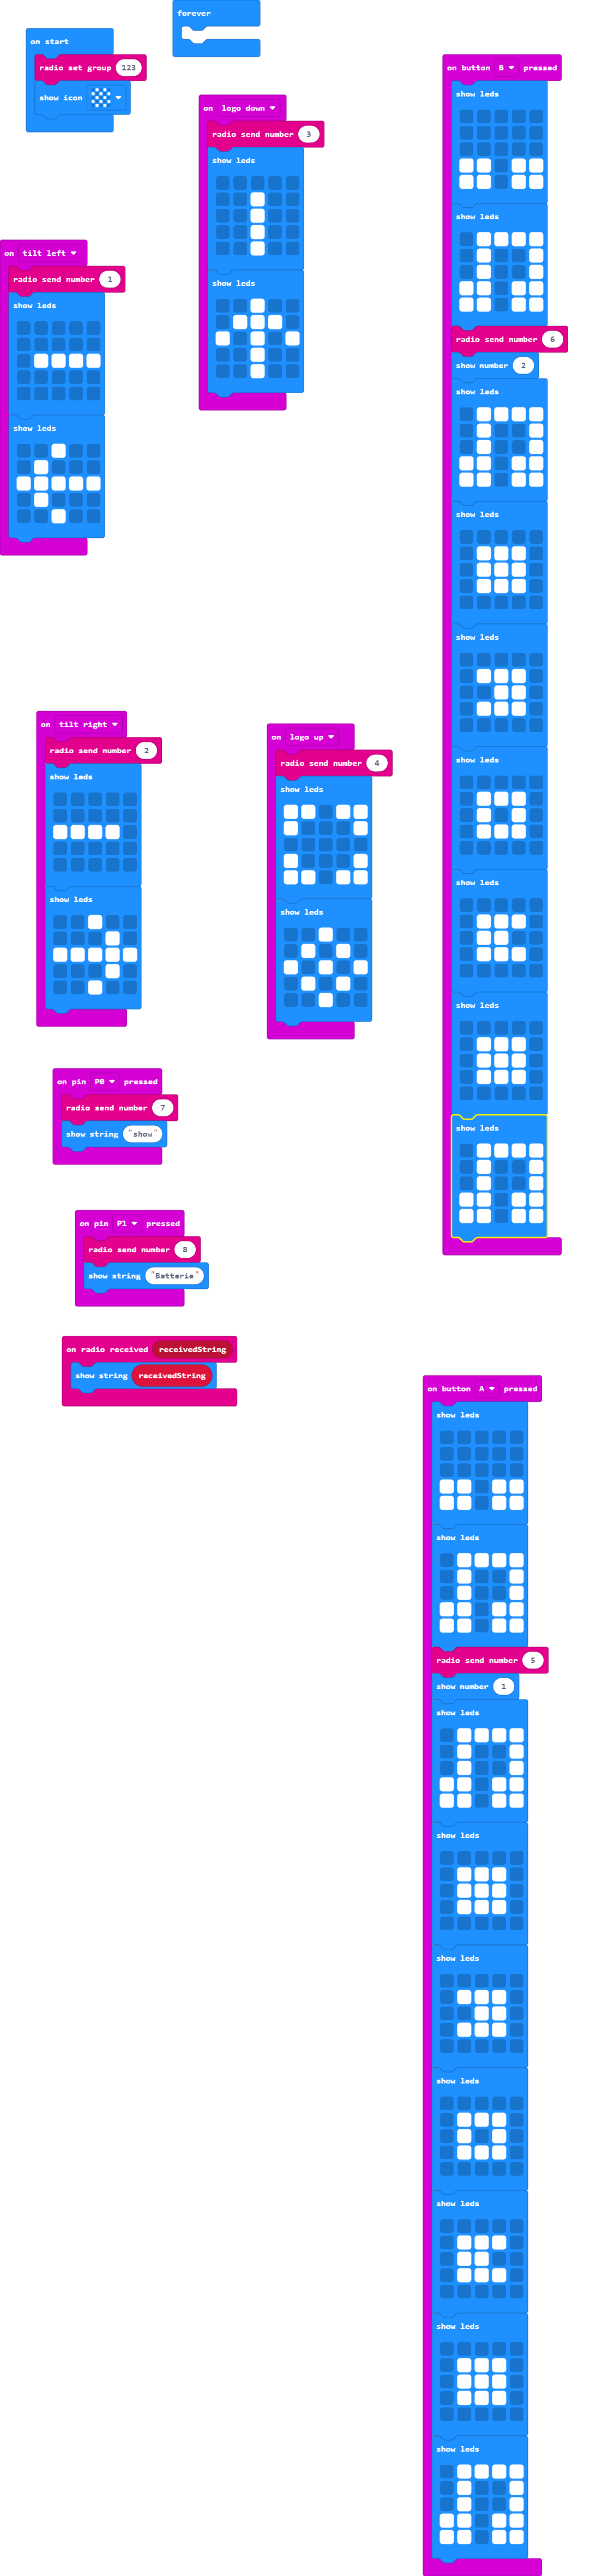 forever
on start
radio set group 123
show icon
on logo down
radio send number 3
show leds
show leds
on button B pressed
show leds
show leds
radio send number 6
show number 2
show leds
show leds
show leds
show leds
show leds
show leds
show leds
on tilt left
radio send number 1
show leds
show leds
on tilt right
radio send number 2
show leds
show leds
on logo up
radio send number 4
show leds
show leds
on pin P0 pressed
radio send number 7
show string "show"
on pin P1 pressed
radio send number 8
show string "Batterie"
on radio received receivedString
show string receivedString
on button A pressed
show leds
show leds
radio send number 5
show number 1
show leds
show leds
show leds
show leds
show leds
show leds
show leds